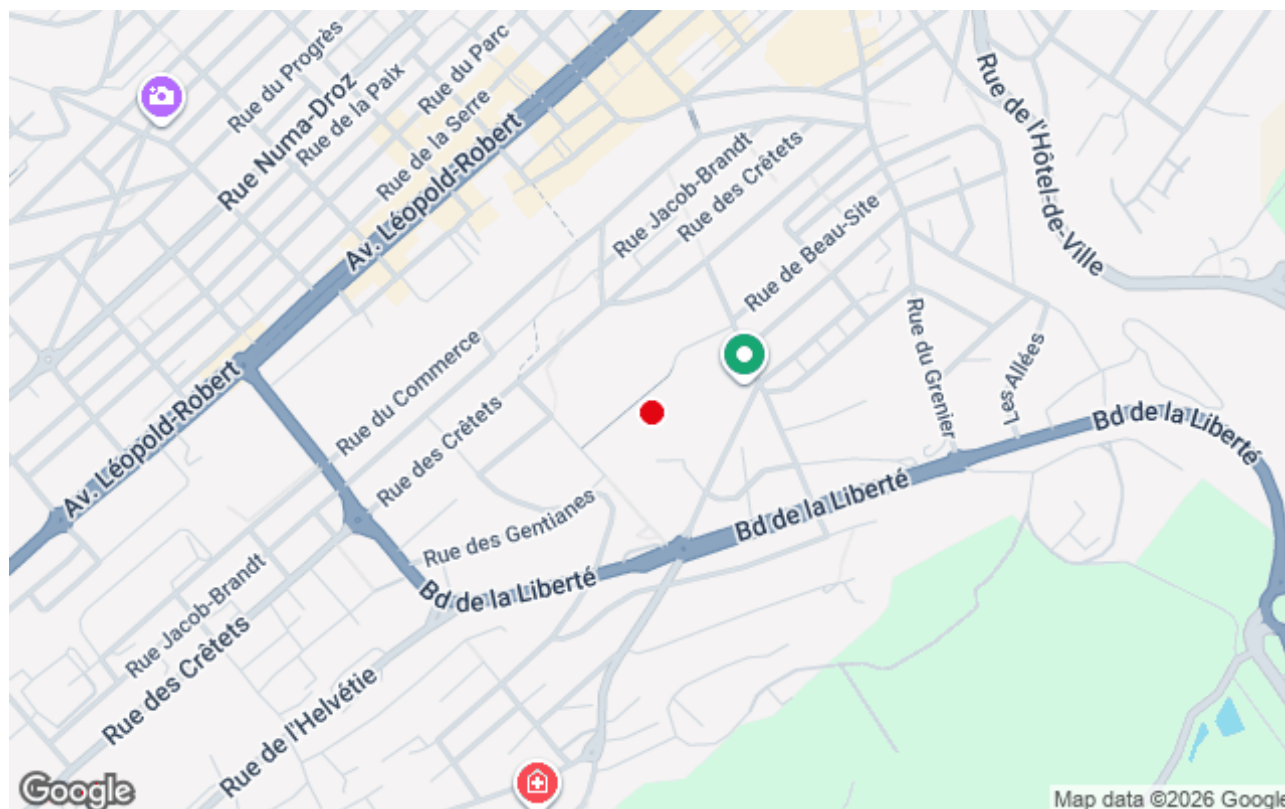 Rue du Progrès
Rue Numa-Droz
Rue de la Paix
Rue du Parc
Rue de la Serre
Av. Léopold-Robert
Rue de l'Hôtel-de-Ville
Rue Jacob-Brandt
Rue des Crêtets
Rue de Beau-Site
Rue du Commerce
Rue du Grenier
Les Allées
Av. Léopold-Robert
Rue des Crêtets
Bd de la Liberté
Av. Léopold-Robert
Bd de la Liberté
Rue des Gentianes
Bd de la Liberté
Rue Jacob-Brandt
Rue des Crêtets
Rue de l'Helvétie
Google
Map data ©2026 Google